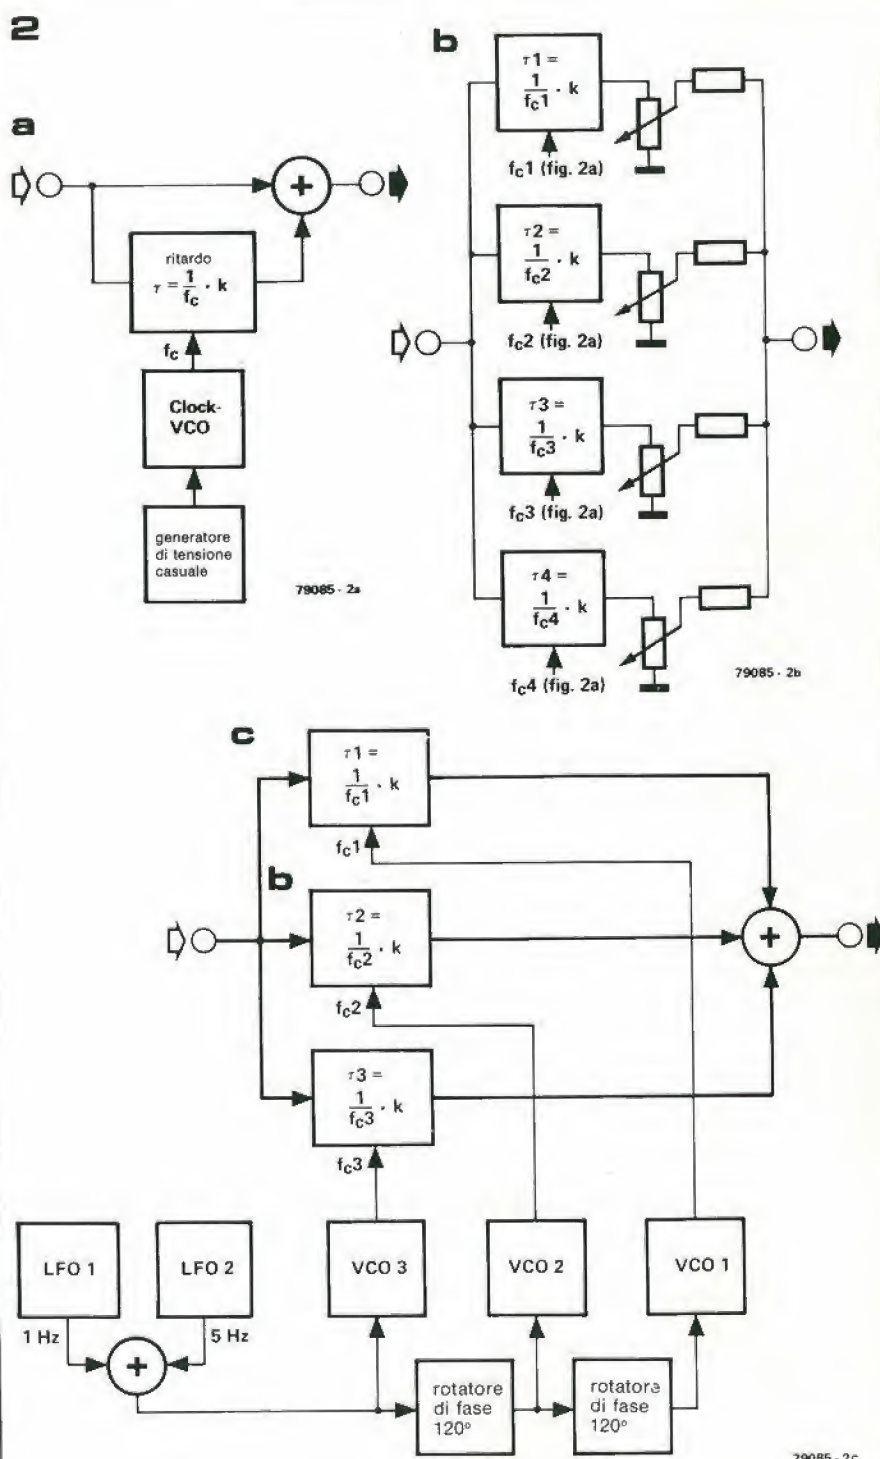 2
a
ritardo
τ = 1/fc · k
fc
Clock-
VCO
generatore
di tensione
casuale
79085 - 2a
b
τ1 =
1/fc1 · k
fc1 (fig. 2a)
τ2 =
1/fc2 · k
fc2 (fig. 2a)
τ3 =
1/fc3 · k
fc3 (fig. 2a)
τ4 =
1/fc4 · k
fc4 (fig. 2a)
79085 - 2b
c
τ1 =
1/fc1 · k
fc1
b
τ2 =
1/fc2 · k
fc2
τ3 =
1/fc3 · k
fc3
LFO 1
LFO 2
VCO 3
VCO 2
VCO 1
1 Hz
5 Hz
rotatore
di fase
120°
rotatore
di fase
120°
79085 - 2c